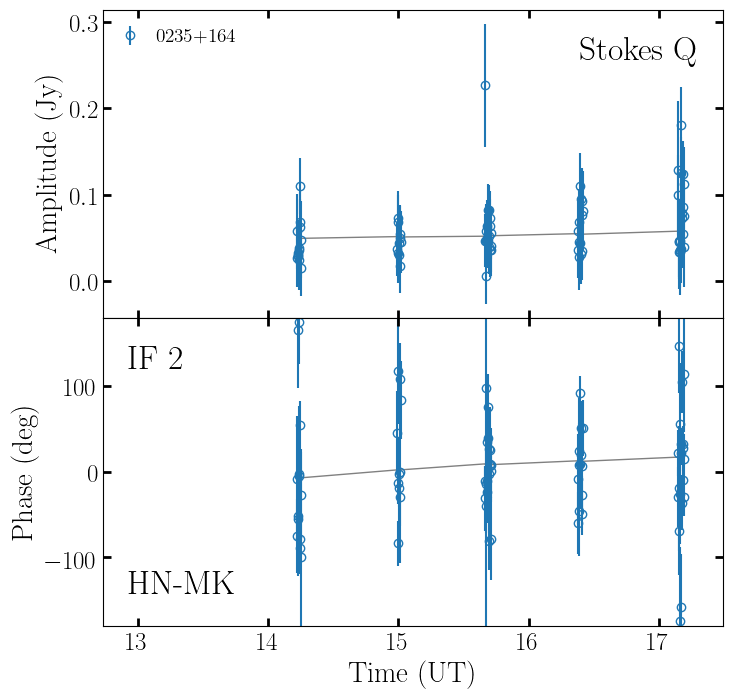 0.3
0235+164
Stokes Q
0.2
0.1
0.0
Amplitude (Jy)
IF 2
100
0
−100
Phase (deg)
HN-MK
13 14 15 16 17
Time (UT)